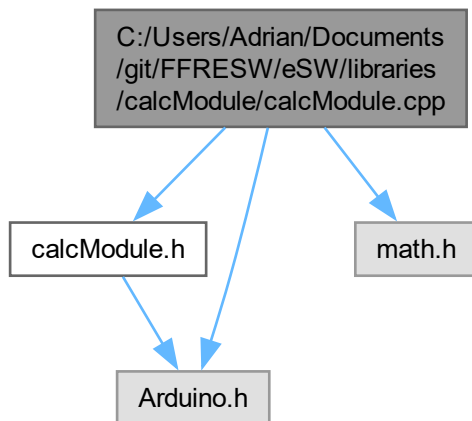 C:/Users/Adrian/Documents
/git/FFRESW/eSW/libraries
/calcModule/calcModule.cpp
calcModule.h
math.h
Arduino.h